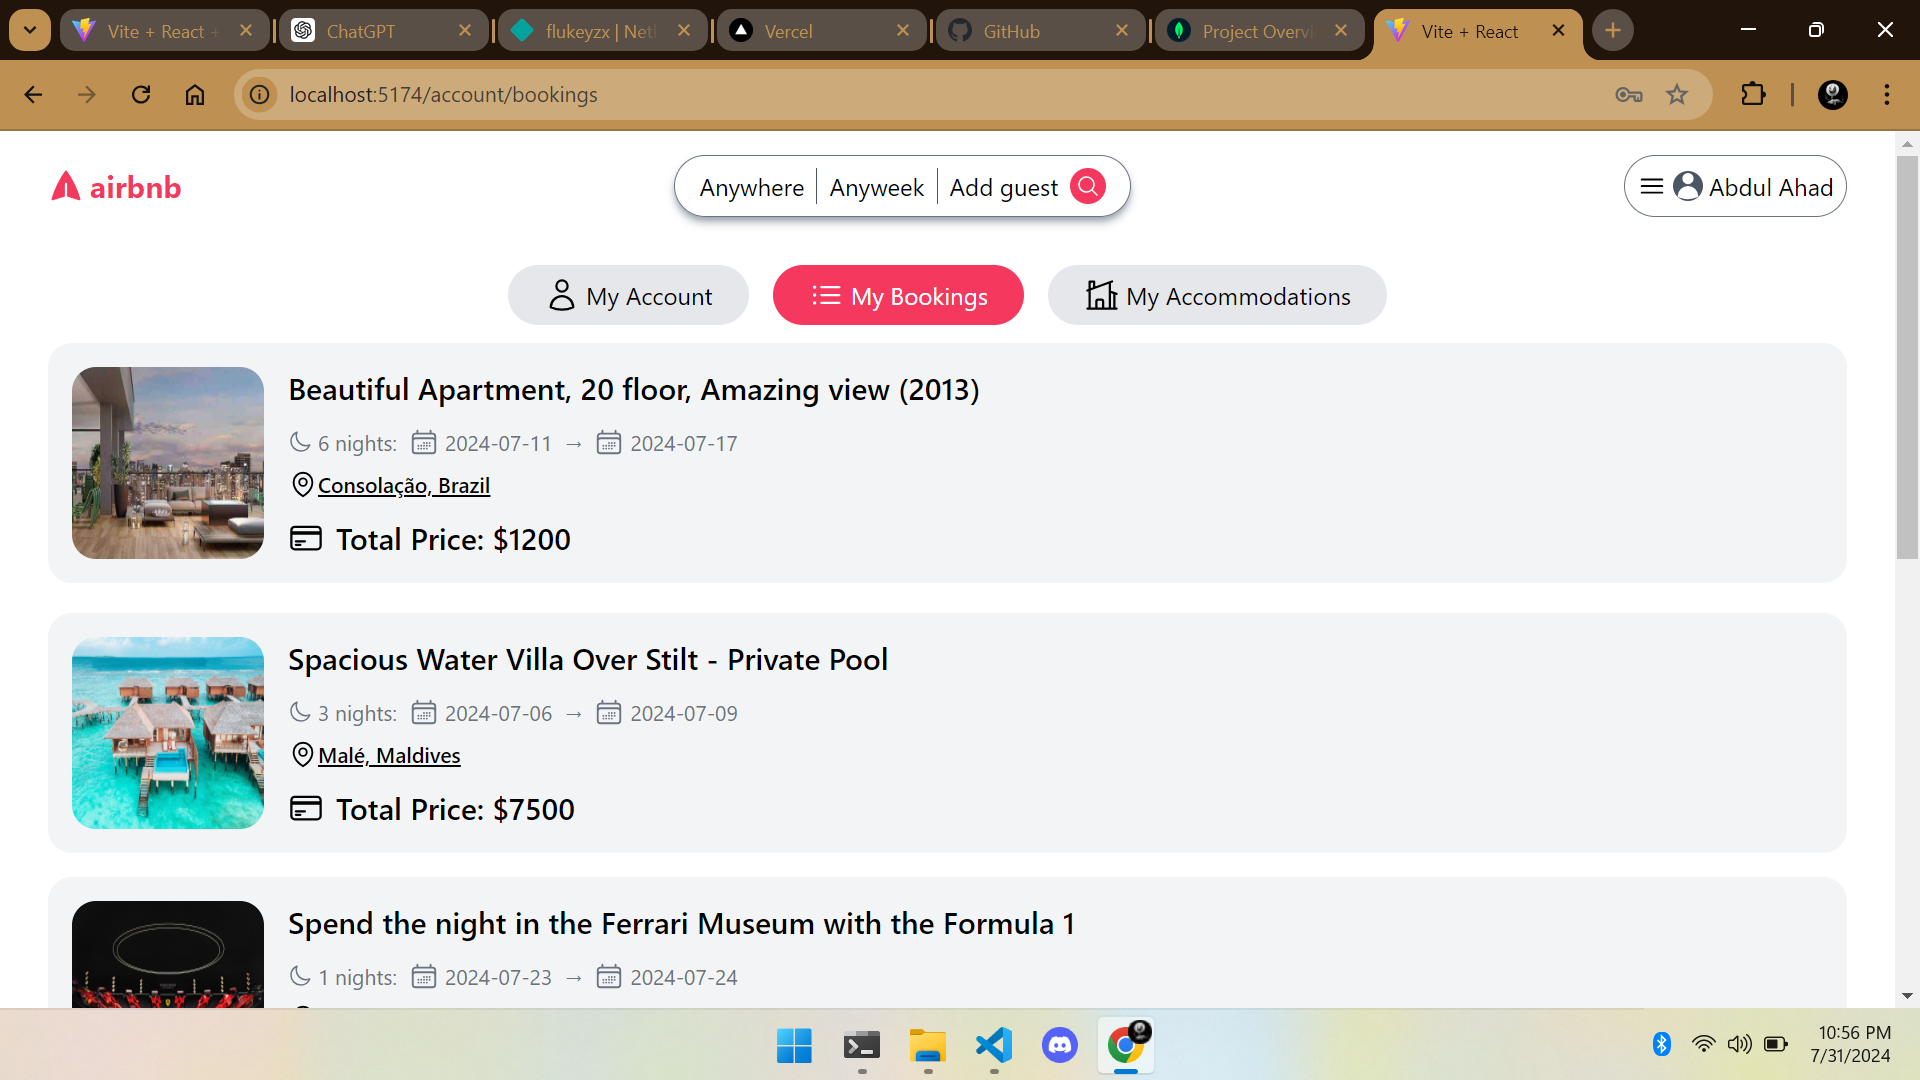 Vite + React +
ChatGPT
flukeyzx | Netl
Vercel
GitHub
Project Overvi
Vite + React
localhost:5174/account/bookings
airbnb
Anywhere
Anyweek
Add guest
Abdul Ahad
My Account
My Bookings
My Accommodations
Beautiful Apartment, 20 floor, Amazing view (2013)
6 nights: 2024-07-11 → 2024-07-17
Consolação, Brazil
Total Price: $1200
Spacious Water Villa Over Stilt - Private Pool
3 nights: 2024-07-06 → 2024-07-09
Malé, Maldives
Total Price: $7500
Spend the night in the Ferrari Museum with the Formula 1
1 nights: 2024-07-23 → 2024-07-24
10:56 PM
7/31/2024